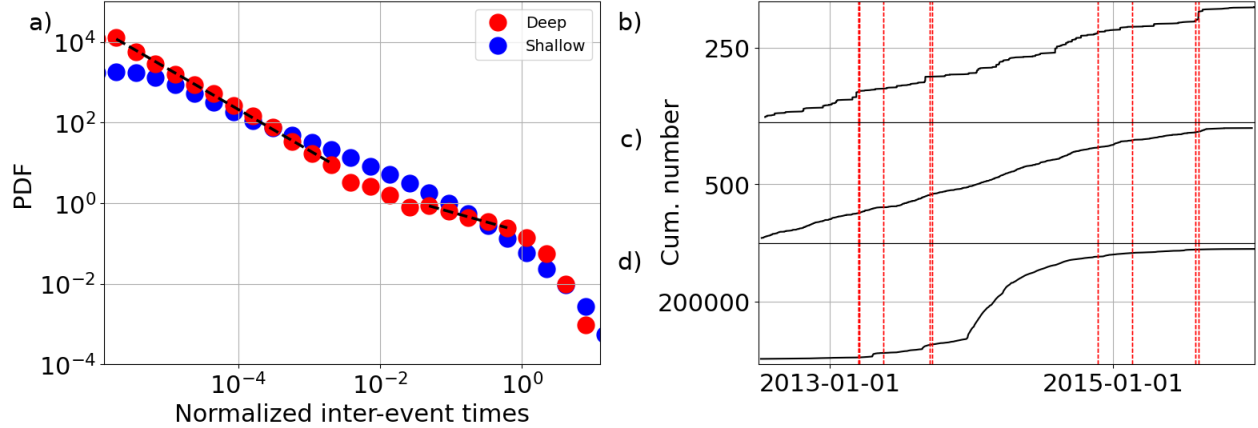 a)
Deep
Shallow
PDF
10^4
10^2
10^0
10^-2
10^-4
10^-4
10^-2
10^0
Normalized inter-event times
b)
250
c)
500
d)
200000
Cum. number
2013-01-01
2015-01-01